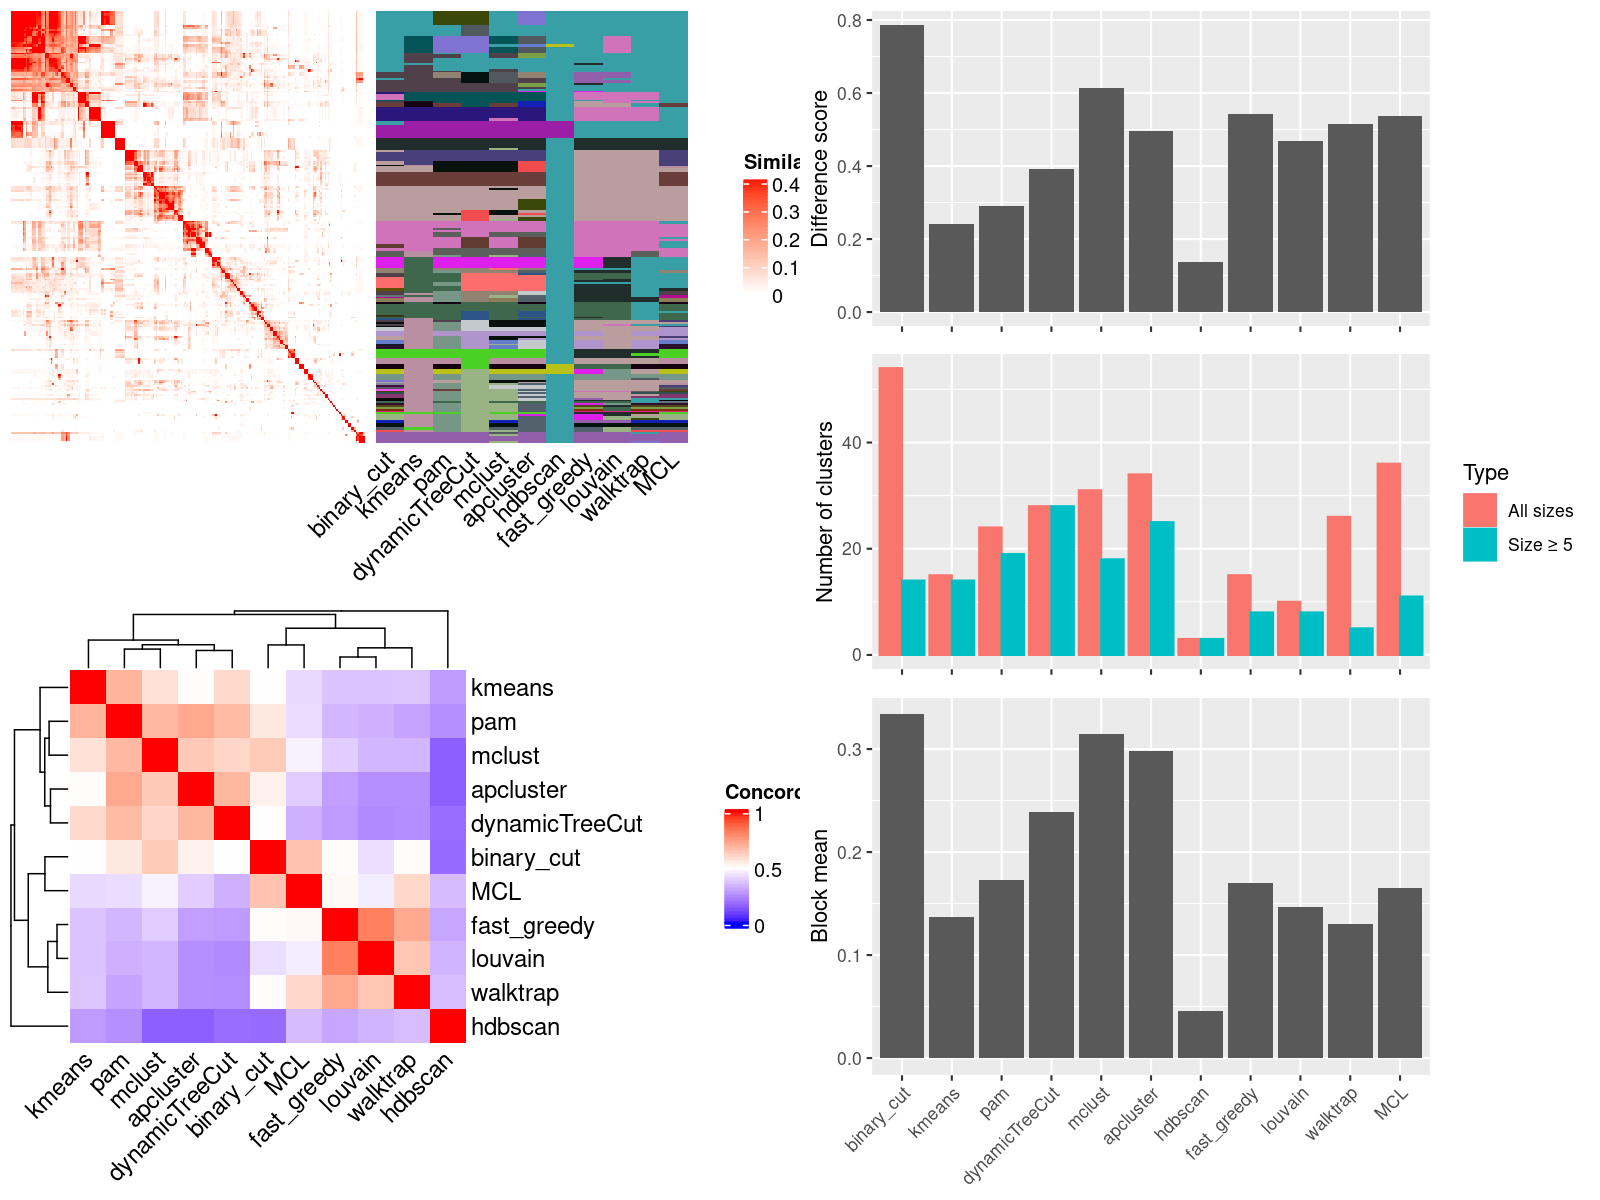 Simila
0.4
0.3
0.2
0.1
0
binary_cut
kmeans
pam
dynamicTreeCut
mclust
apcluster
hdbscan
fast_greedy
louvain
walktrap
MCL
kmeans
pam
mclust
apcluster
dynamicTreeCut
binary_cut
MCL
fast_greedy
louvain
walktrap
hdbscan
kmeans
pam
mclust
apcluster
dynamicTreeCut
binary_cut
MCL
fast_greedy
louvain
walktrap
hdbscan
Concord
1
0.5
0
Difference score
0.8
0.6
0.4
0.2
0.0
Number of clusters
40
20
0
Type
All sizes
Size ≥ 5
Block mean
0.3
0.2
0.1
0.0
binary_cut
kmeans
pam
dynamicTreeCut
mclust
apcluster
hdbscan
fast_greedy
louvain
walktrap
MCL